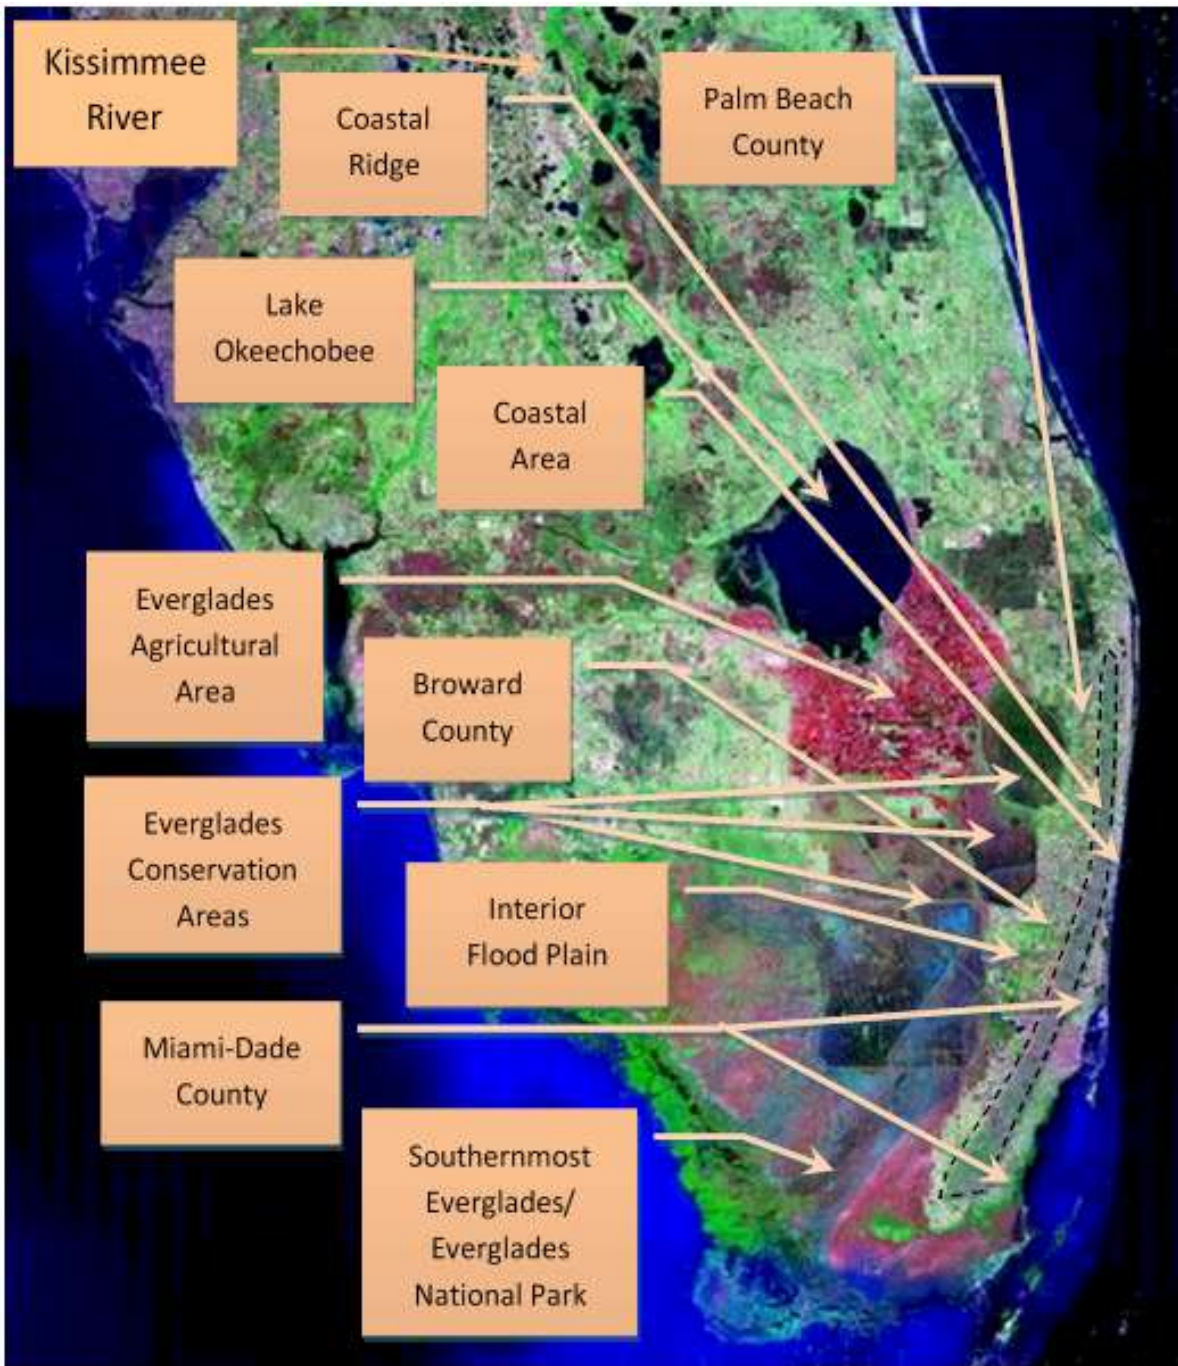 Kissimmee
River
Coastal
Ridge
Palm Beach
County
Lake
Okeechobee
Coastal
Area
Everglades
Agricultural
Area
Broward
County
Everglades
Conservation
Areas
Interior
Flood Plain
Miami-Dade
County
Southernmost
Everglades/
Everglades
National Park